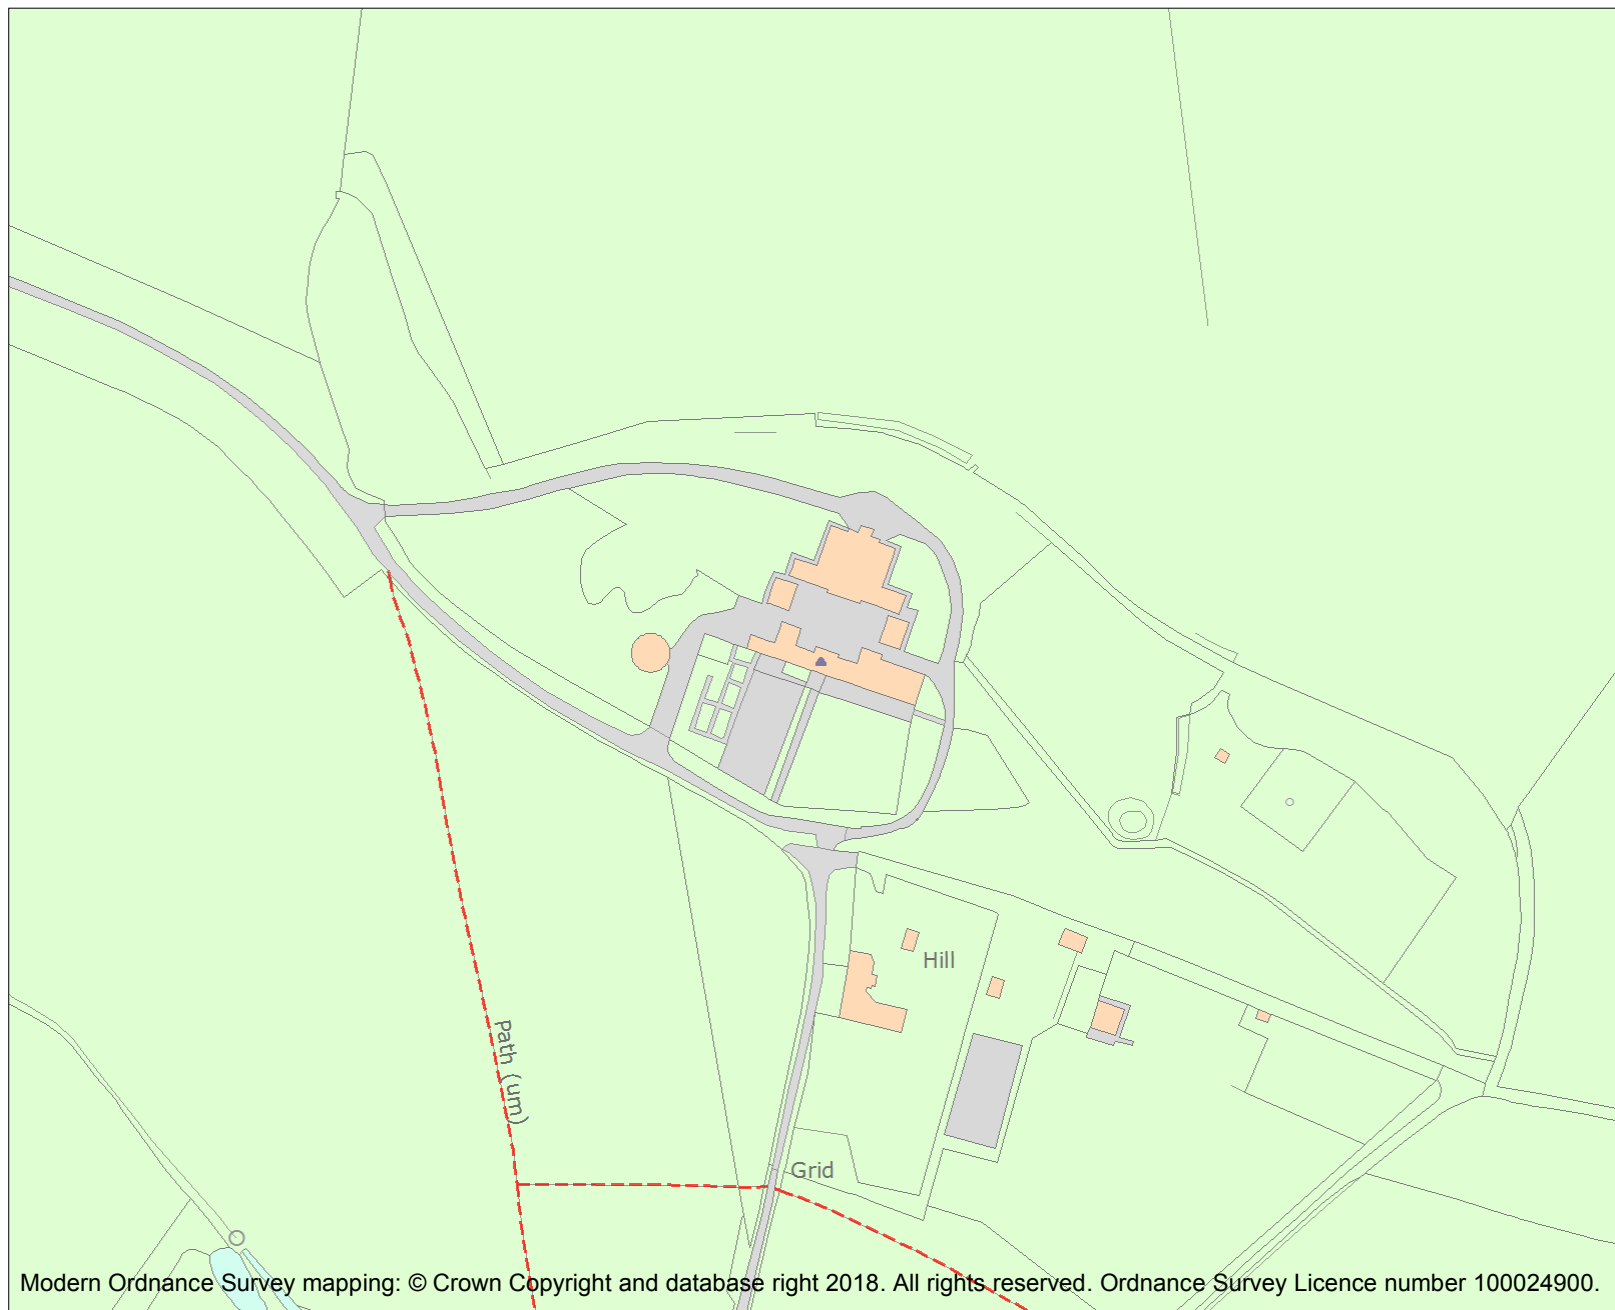 Hill
Path (um)
Grid
Modern Ordnance Survey mapping: © Crown Copyright and database right 2018. All rights reserved. Ordnance Survey Licence number 100024900.